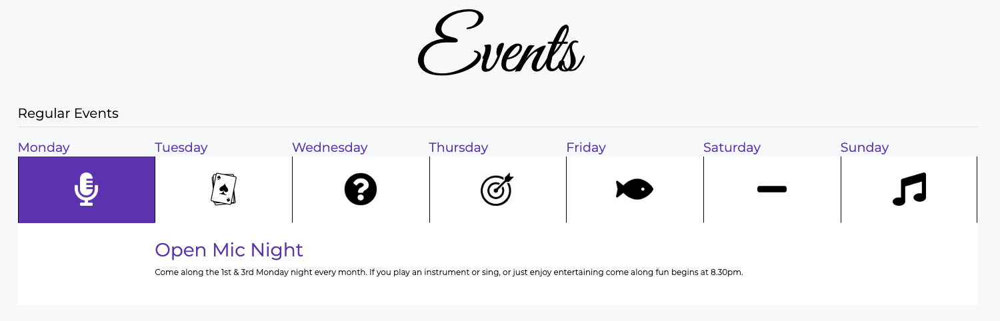 Events
Regular Events
Monday Tuesday Wednesday Thursday Friday Saturday Sunday
?
Open Mic Night
Come along the 1st & 3rd Monday night every month. If you play an instrument or sing, or just enjoy entertaining come along fun begins at 8.30pm.